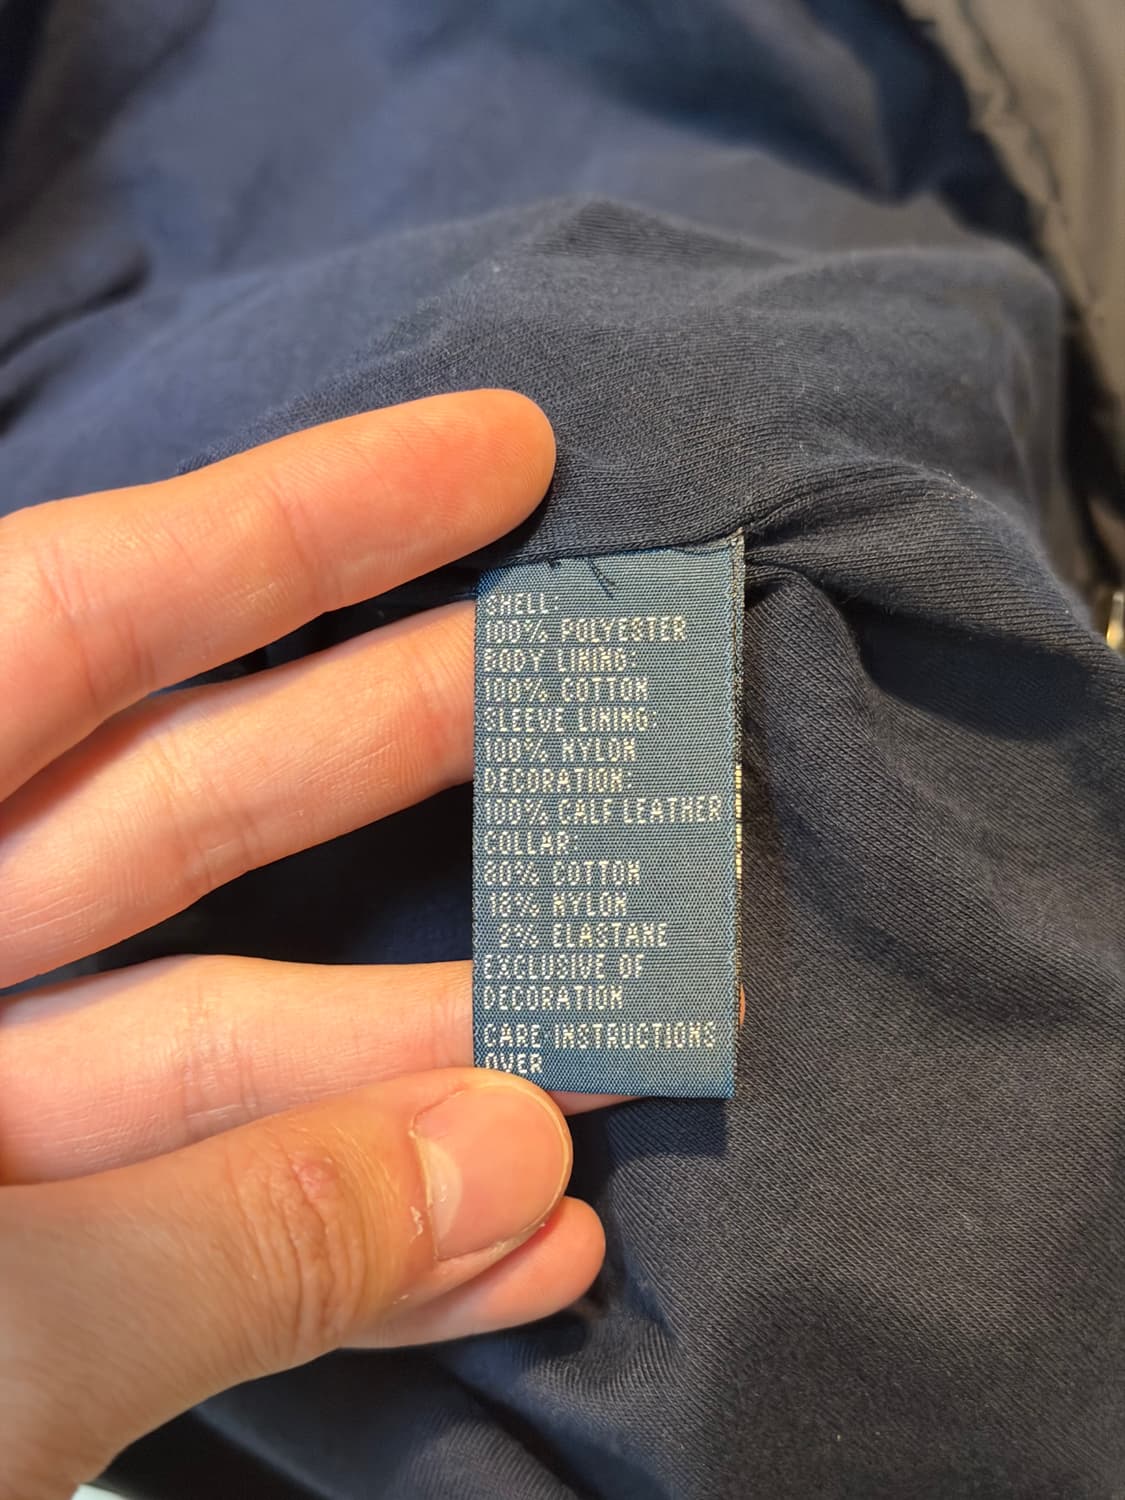 SHELL:
100% POLYESTER
BODY LINING:
100% COTTON
SLEEVE LINING:
100% NYLON
DECORATION:
100% CALF LEATHER
COLLAR:
80% COTTON
18% NYLON
2% ELASTANE
EXCLUSIVE OF
DECORATION
CARE INSTRUCTIONS
OVER